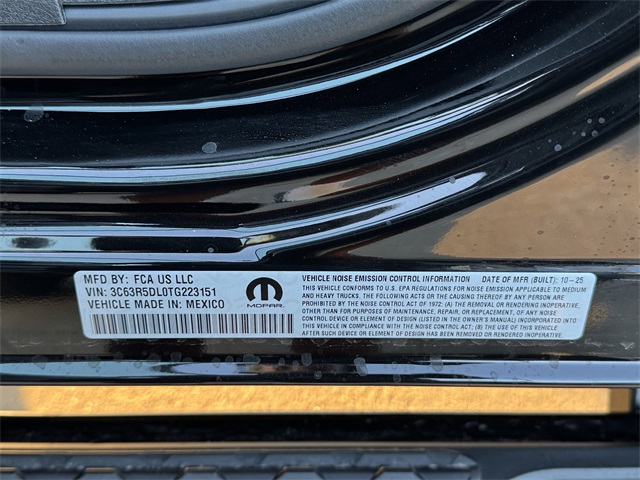 MFD BY: FCA US LLC
VIN: 3C63R5DL0TG223151
VEHICLE MADE IN: MEXICO
MOPAR
VEHICLE NOISE EMISSION CONTROL INFORMATION DATE OF MFR (BUILT): 10-25
THIS VEHICLE CONFORMS TO U.S. EPA REGULATIONS FOR NOISE EMISSION APPLICABLE TO MEDIUM
AND HEAVY TRUCKS. THE FOLLOWING ACTS OR THE CAUSING THEREOF BY ANY PERSON ARE
PROHIBITED BY THE NOISE CONTROL ACT OF 1972: (A) THE REMOVAL OR RENDERING INOPERATIVE,
OTHER THAN FOR PURPOSES OF MAINTENANCE, REPAIR, OR REPLACEMENT, OF ANY NOISE CONTROL
DEVICE OR ELEMENT OF DESIGN (LISTED IN THE OWNER'S MANUAL) INCORPORATED INTO
THIS VEHICLE IN COMPLIANCE WITH THE NOISE CONTROL ACT; (B) THE USE OF THIS VEHICLE
AFTER SUCH DEVICE OR ELEMENT OF DESIGN HAS BEEN REMOVED OR RENDERED INOPERATIVE.